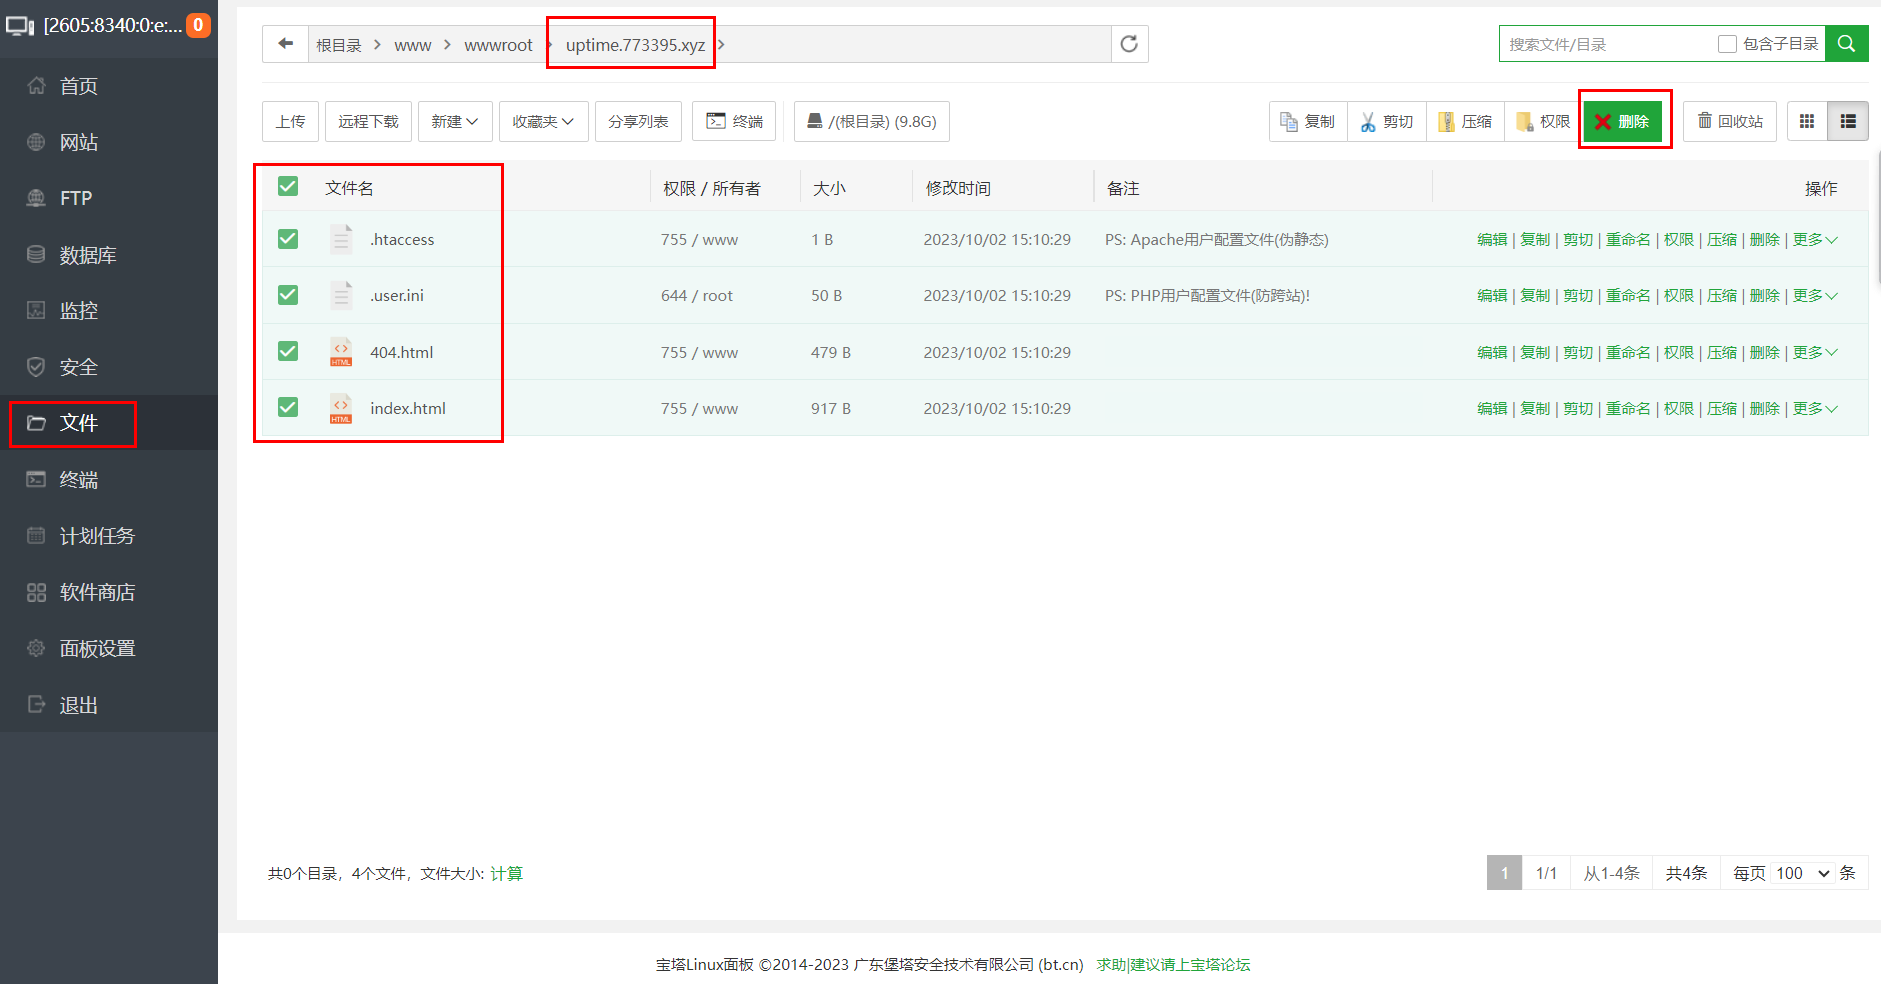 [2605:8340:0:e:... 0
首页
网站
FTP
数据库
监控
安全
文件
终端
计划任务
软件商店
面板设置
退出
根目录 > www > wwwroot > uptime.773395.xyz >
搜索文件/目录 包含子目录
上传 远程下载 新建 收藏夹 分享列表 终端 /(根目录) (9.8G) 复制 剪切 压缩 权限 删除 回收站
文件名 权限 / 所有者 大小 修改时间 备注 操作
.htaccess 755 / www 1 B 2023/10/02 15:10:29 PS: Apache用户配置文件(伪静态) 编辑 | 复制 | 剪切 | 重命名 | 权限 | 压缩 | 删除 | 更多
.user.ini 644 / root 50 B 2023/10/02 15:10:29 PS: PHP用户配置文件(防跨站)! 编辑 | 复制 | 剪切 | 重命名 | 权限 | 压缩 | 删除 | 更多
HTML 404.html 755 / www 479 B 2023/10/02 15:10:29 编辑 | 复制 | 剪切 | 重命名 | 权限 | 压缩 | 删除 | 更多
HTML index.html 755 / www 917 B 2023/10/02 15:10:29 编辑 | 复制 | 剪切 | 重命名 | 权限 | 压缩 | 删除 | 更多
共0个目录，4个文件，文件大小: 计算 1 1/1 从1-4条 共4条 每页 100 条
宝塔Linux面板 ©2014-2023 广东堡塔安全技术有限公司 (bt.cn) 求助|建议请上宝塔论坛